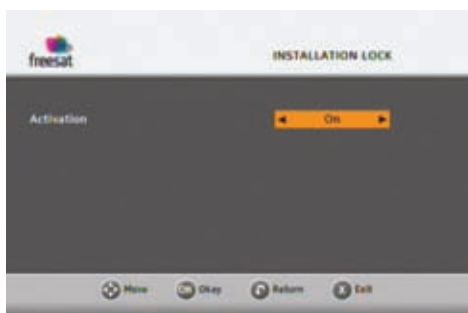 freesat
INSTALLATION LOCK
Activation
On
Move Okay Return Exit